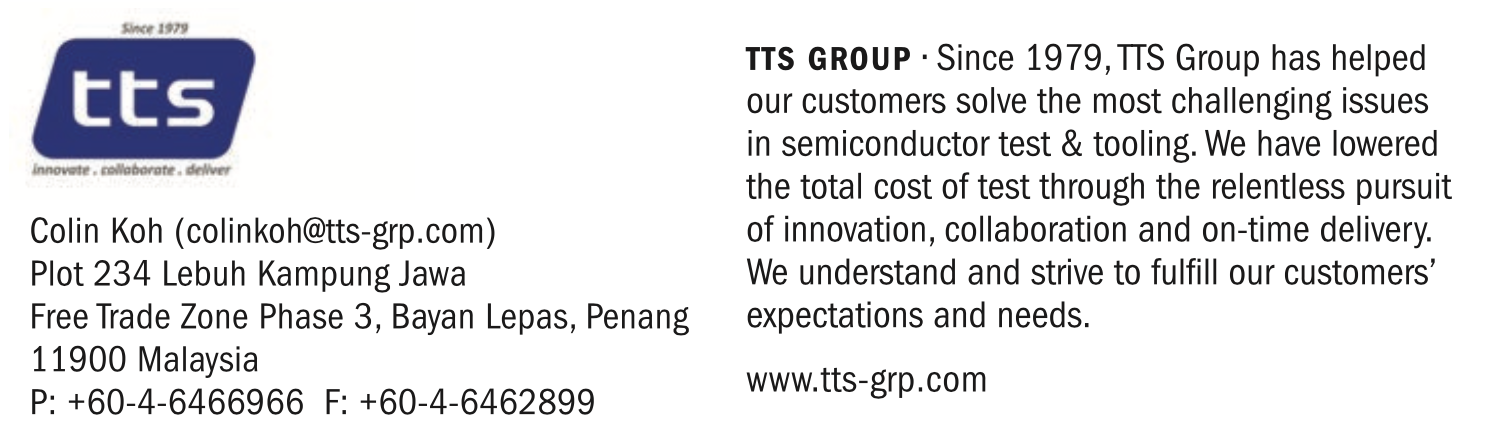 Since 1979
tts
innovate . collaborate . deliver
Colin Koh (colinkoh@tts-grp.com)
Plot 234 Lebuh Kampung Jawa
Free Trade Zone Phase 3, Bayan Lepas, Penang
11900 Malaysia
P: +60-4-6466966 F: +60-4-6462899
TTS GROUP · Since 1979, TTS Group has helped
our customers solve the most challenging issues
in semiconductor test & tooling. We have lowered
the total cost of test through the relentless pursuit
of innovation, collaboration and on-time delivery.
We understand and strive to fulfill our customers’
expectations and needs.
www.tts-grp.com